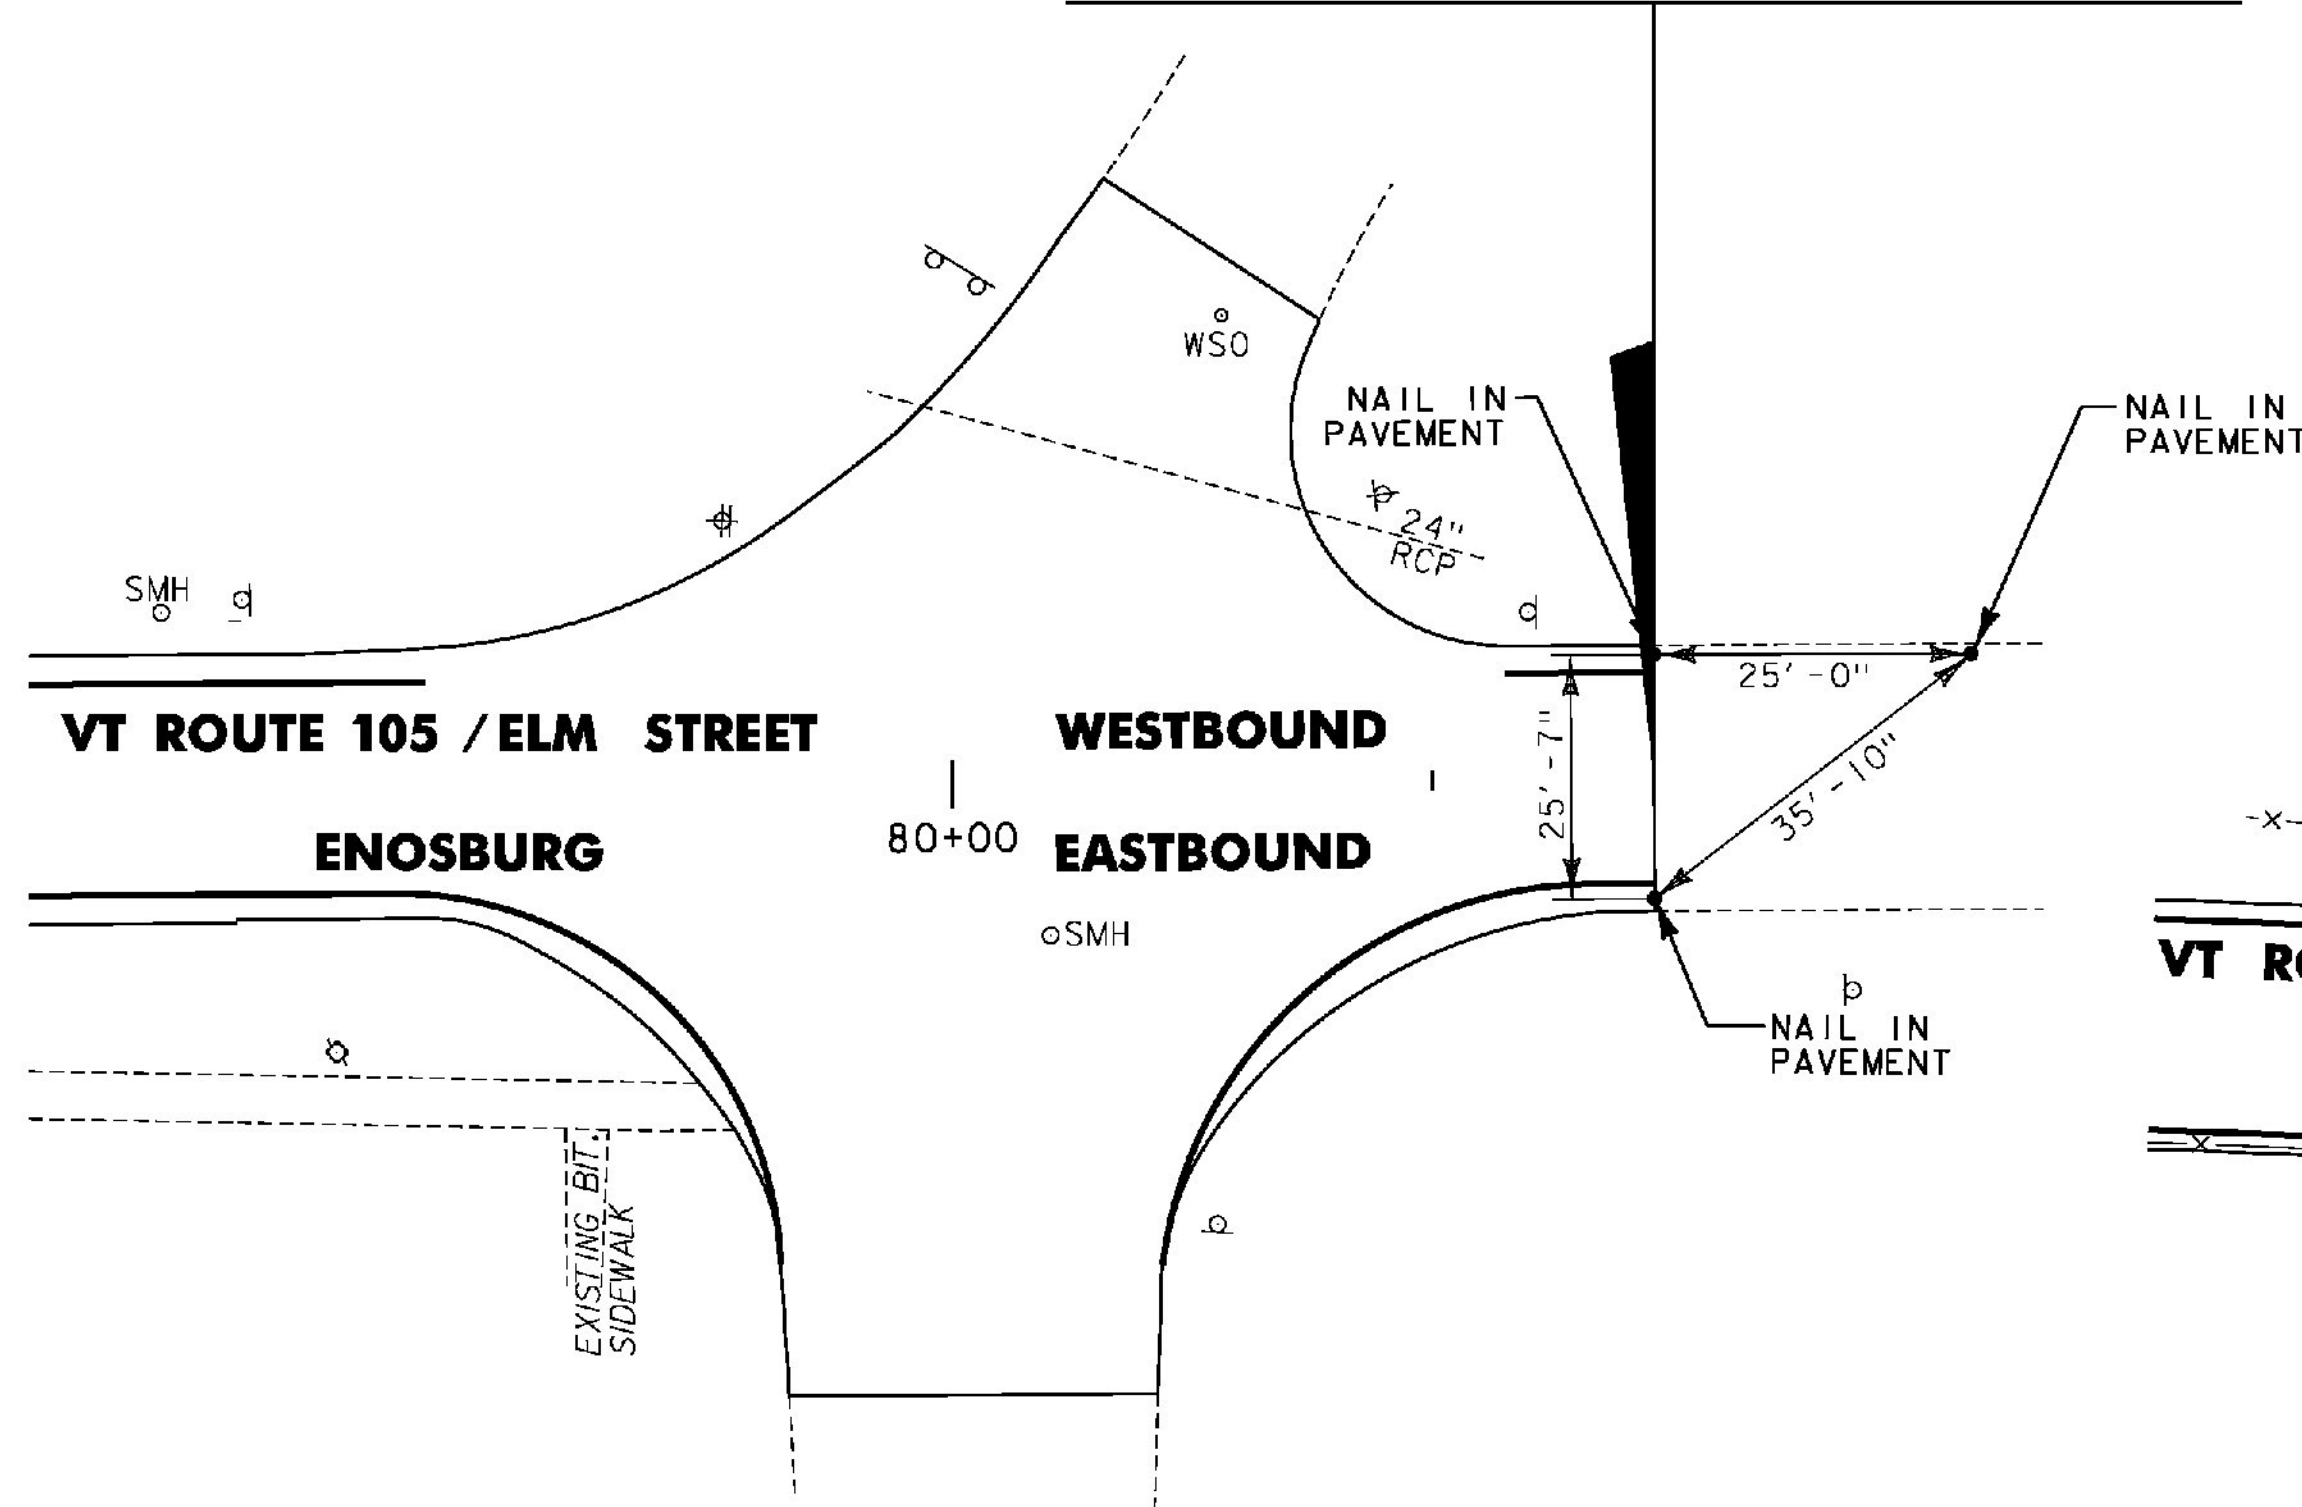 WSO
NAIL IN
PAVEMENT
NAIL IN
PAVEMENT
24"
RCP
SMH
25'-0"
VT ROUTE 105 / ELM STREET
WESTBOUND
25'-7"
35'-10"
80+00
ENOSBURG
EASTBOUND
SMH
VT
NAIL IN
PAVEMENT
EXISTING BIT.
SIDEWALK